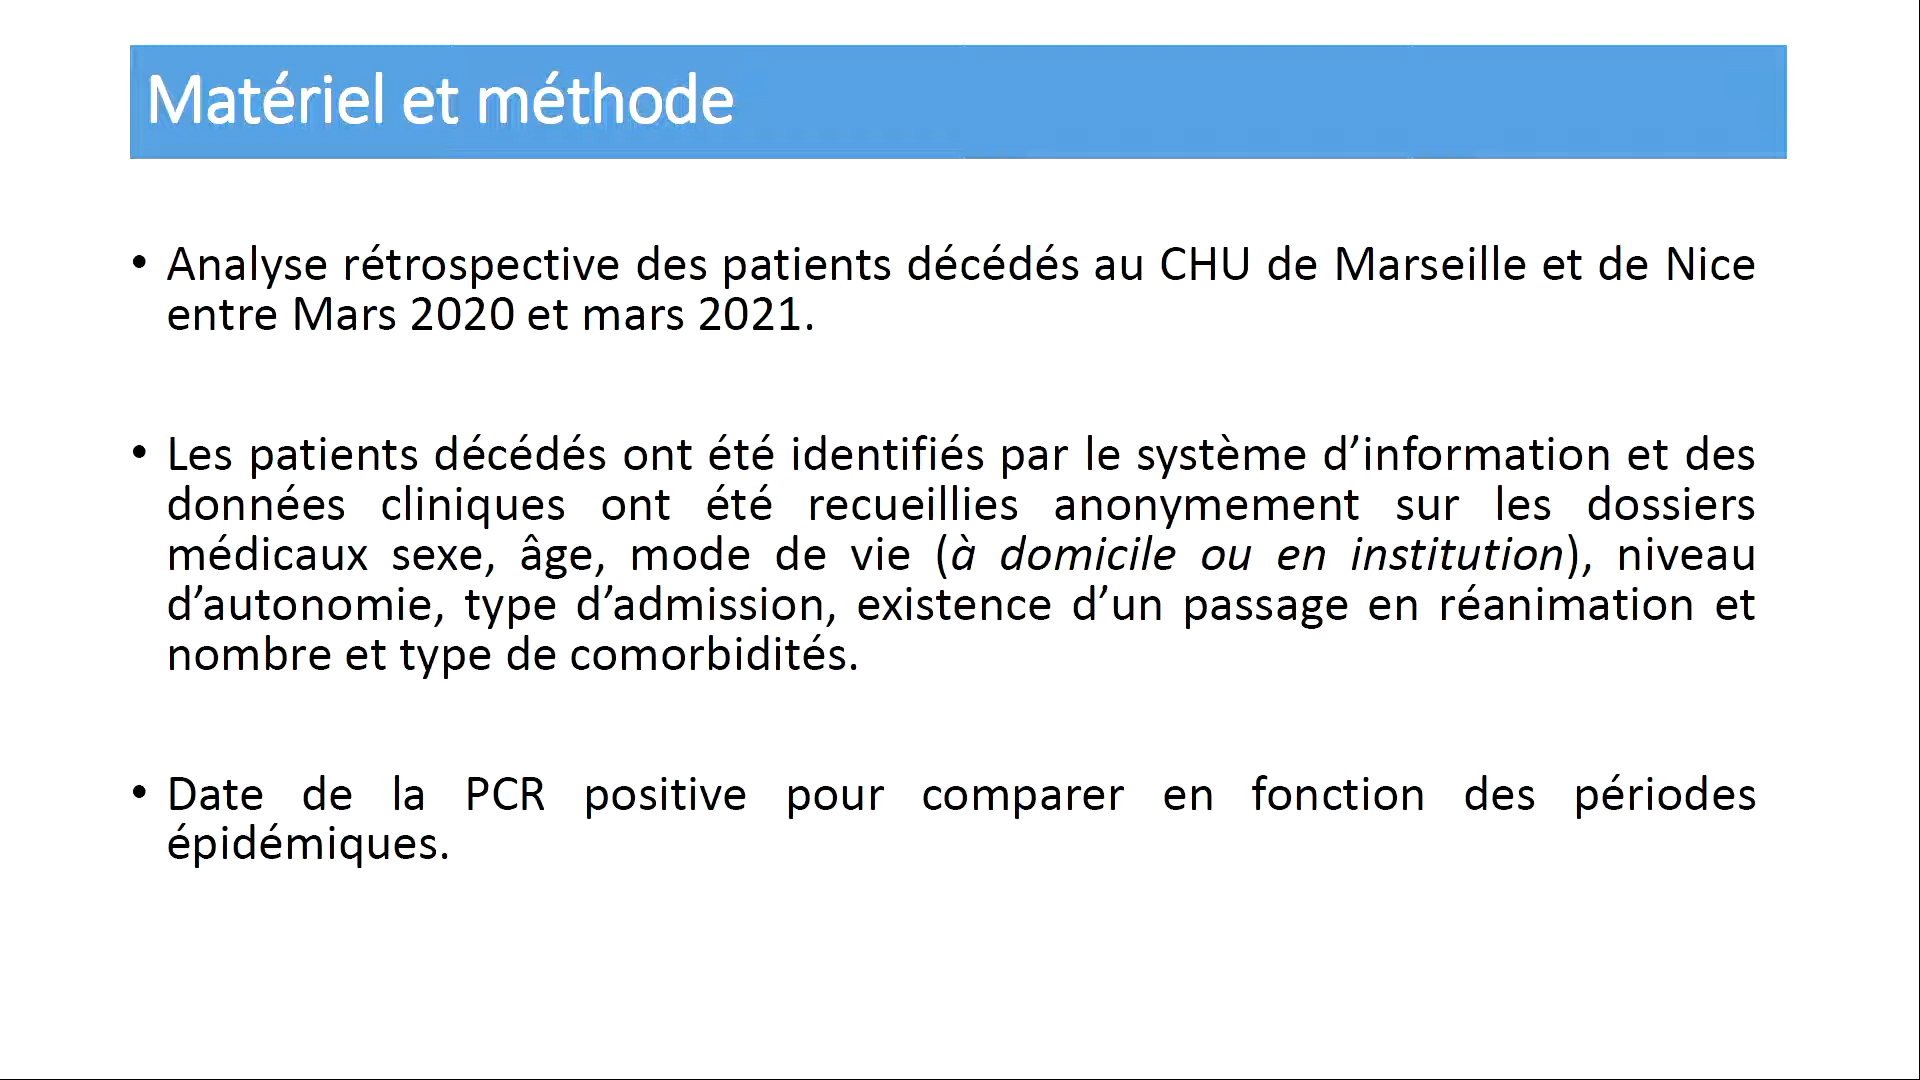 Matériel et méthode
• Analyse rétrospective des patients décédés au CHU de Marseille et de Nice
entre Mars 2020 et mars 2021.
• Les patients décédés ont été identifiés par le système d’information et des
données cliniques ont été recueillies anonymement sur les dossiers
médicaux sexe, âge, mode de vie (à domicile ou en institution), niveau
d’autonomie, type d’admission, existence d’un passage en réanimation et
nombre et type de comorbidités.
• Date de la PCR positive pour comparer en fonction des périodes
épidémiques.